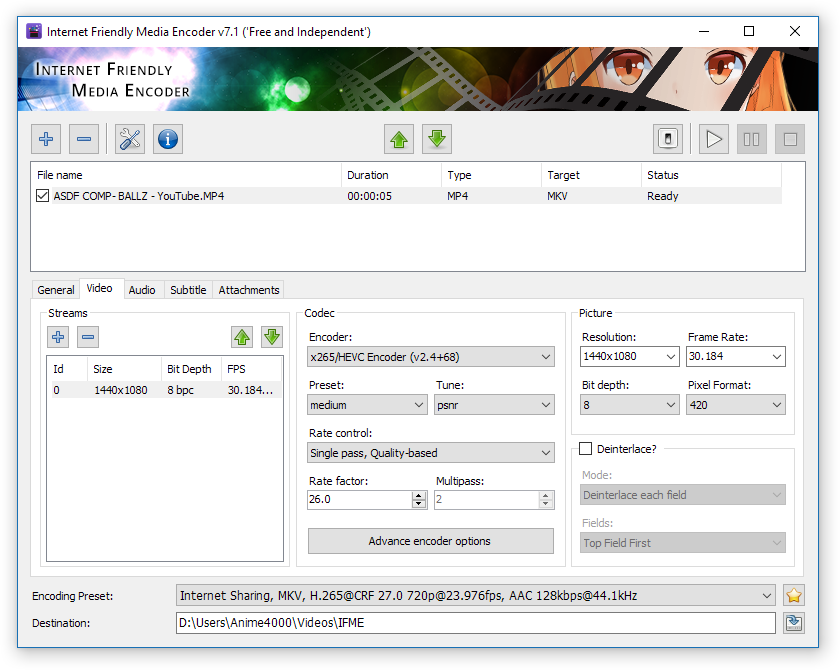 Internet Friendly Media Encoder v7.1 ('Free and Independent')
Internet Friendly
Media Encoder
File name Duration Type Target Status
ASDF COMP- BALLZ - YouTube.MP4 00:00:05 MP4 MKV Ready
General Video Audio Subtitle Attachments
Streams Codec Picture
Encoder: Resolution: Frame Rate:
x265/HEVC Encoder (v2.4+68) 1440x1080 30.184
Id Size Bit Depth FPS
0 1440x1080 8 bpc 30.184...
Preset: Tune: Bit depth: Pixel Format:
medium psnr 8 420
Rate control:
Single pass, Quality-based
Deinterlace?
Rate factor: Multipass: Mode:
26.0 2 Deinterlace each field
Fields:
Advance encoder options Top Field First
Encoding Preset: Internet Sharing, MKV, H.265@CRF 27.0 720p@23.976fps, AAC 128kbps@44.1kHz
Destination: D:\Users\Anime4000\Videos\IFME